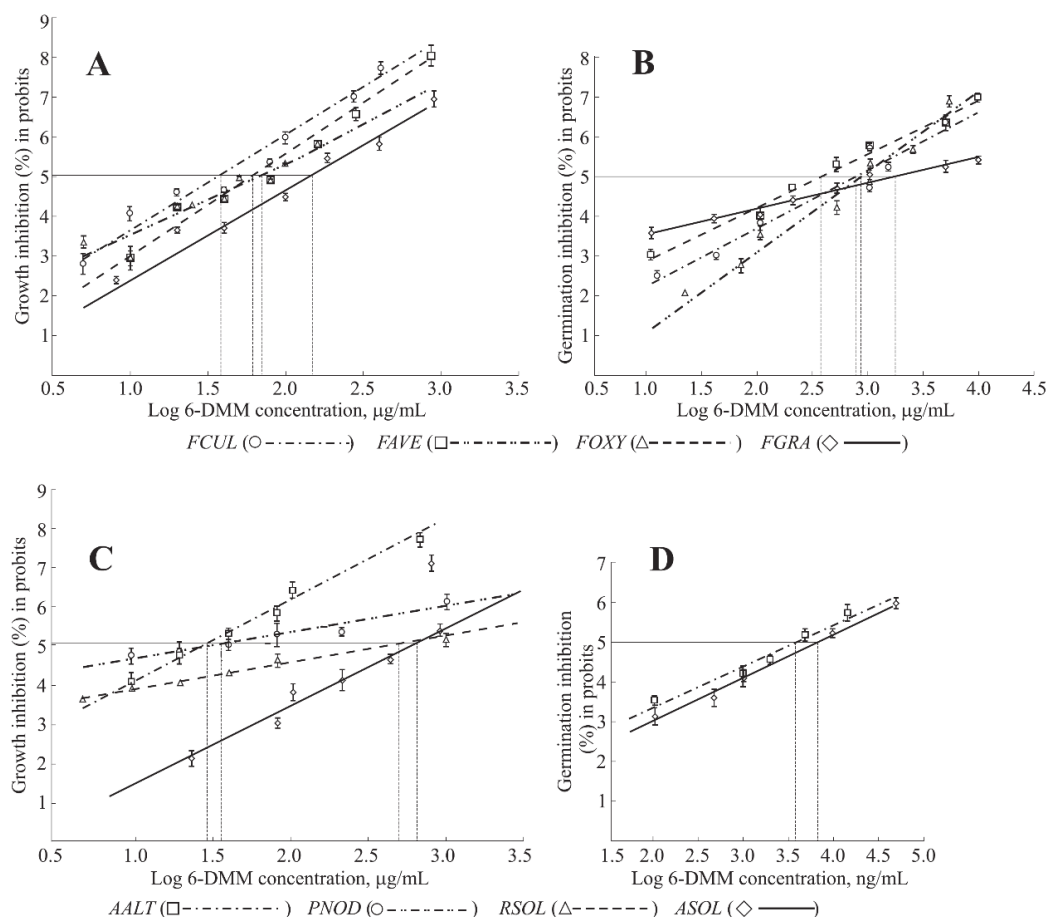 A
Growth inhibition (%) in probits
9
8
7
6
5
4
3
2
1
0.5 1.0 1.5 2.0 2.5 3.0 3.5
Log 6-DMM concentration, μg/mL
B
Germination inhibition (%) in probits
9
8
7
6
5
4
3
2
1
0.5 1.0 1.5 2.0 2.5 3.0 3.5 4.0 4.5
Log 6-DMM concentration, μg/mL
FCUL ( ) FAVE ( ) FOXY ( ) FGRA ( )
C
Growth inhibition (%) in probits
9
8
7
6
5
4
3
2
1
0.5 1.0 1.5 2.0 2.5 3.0 3.5
Log 6-DMM concentration, μg/mL
D
Germination inhibition
(%) in probits
7
6
5
4
3
2
1
1.5 2.0 2.5 3.0 3.5 4.0 4.5 5.0
Log 6-DMM concentration, ng/mL
AALT ( ) PNOD ( ) RSOL ( ) ASOL ( )